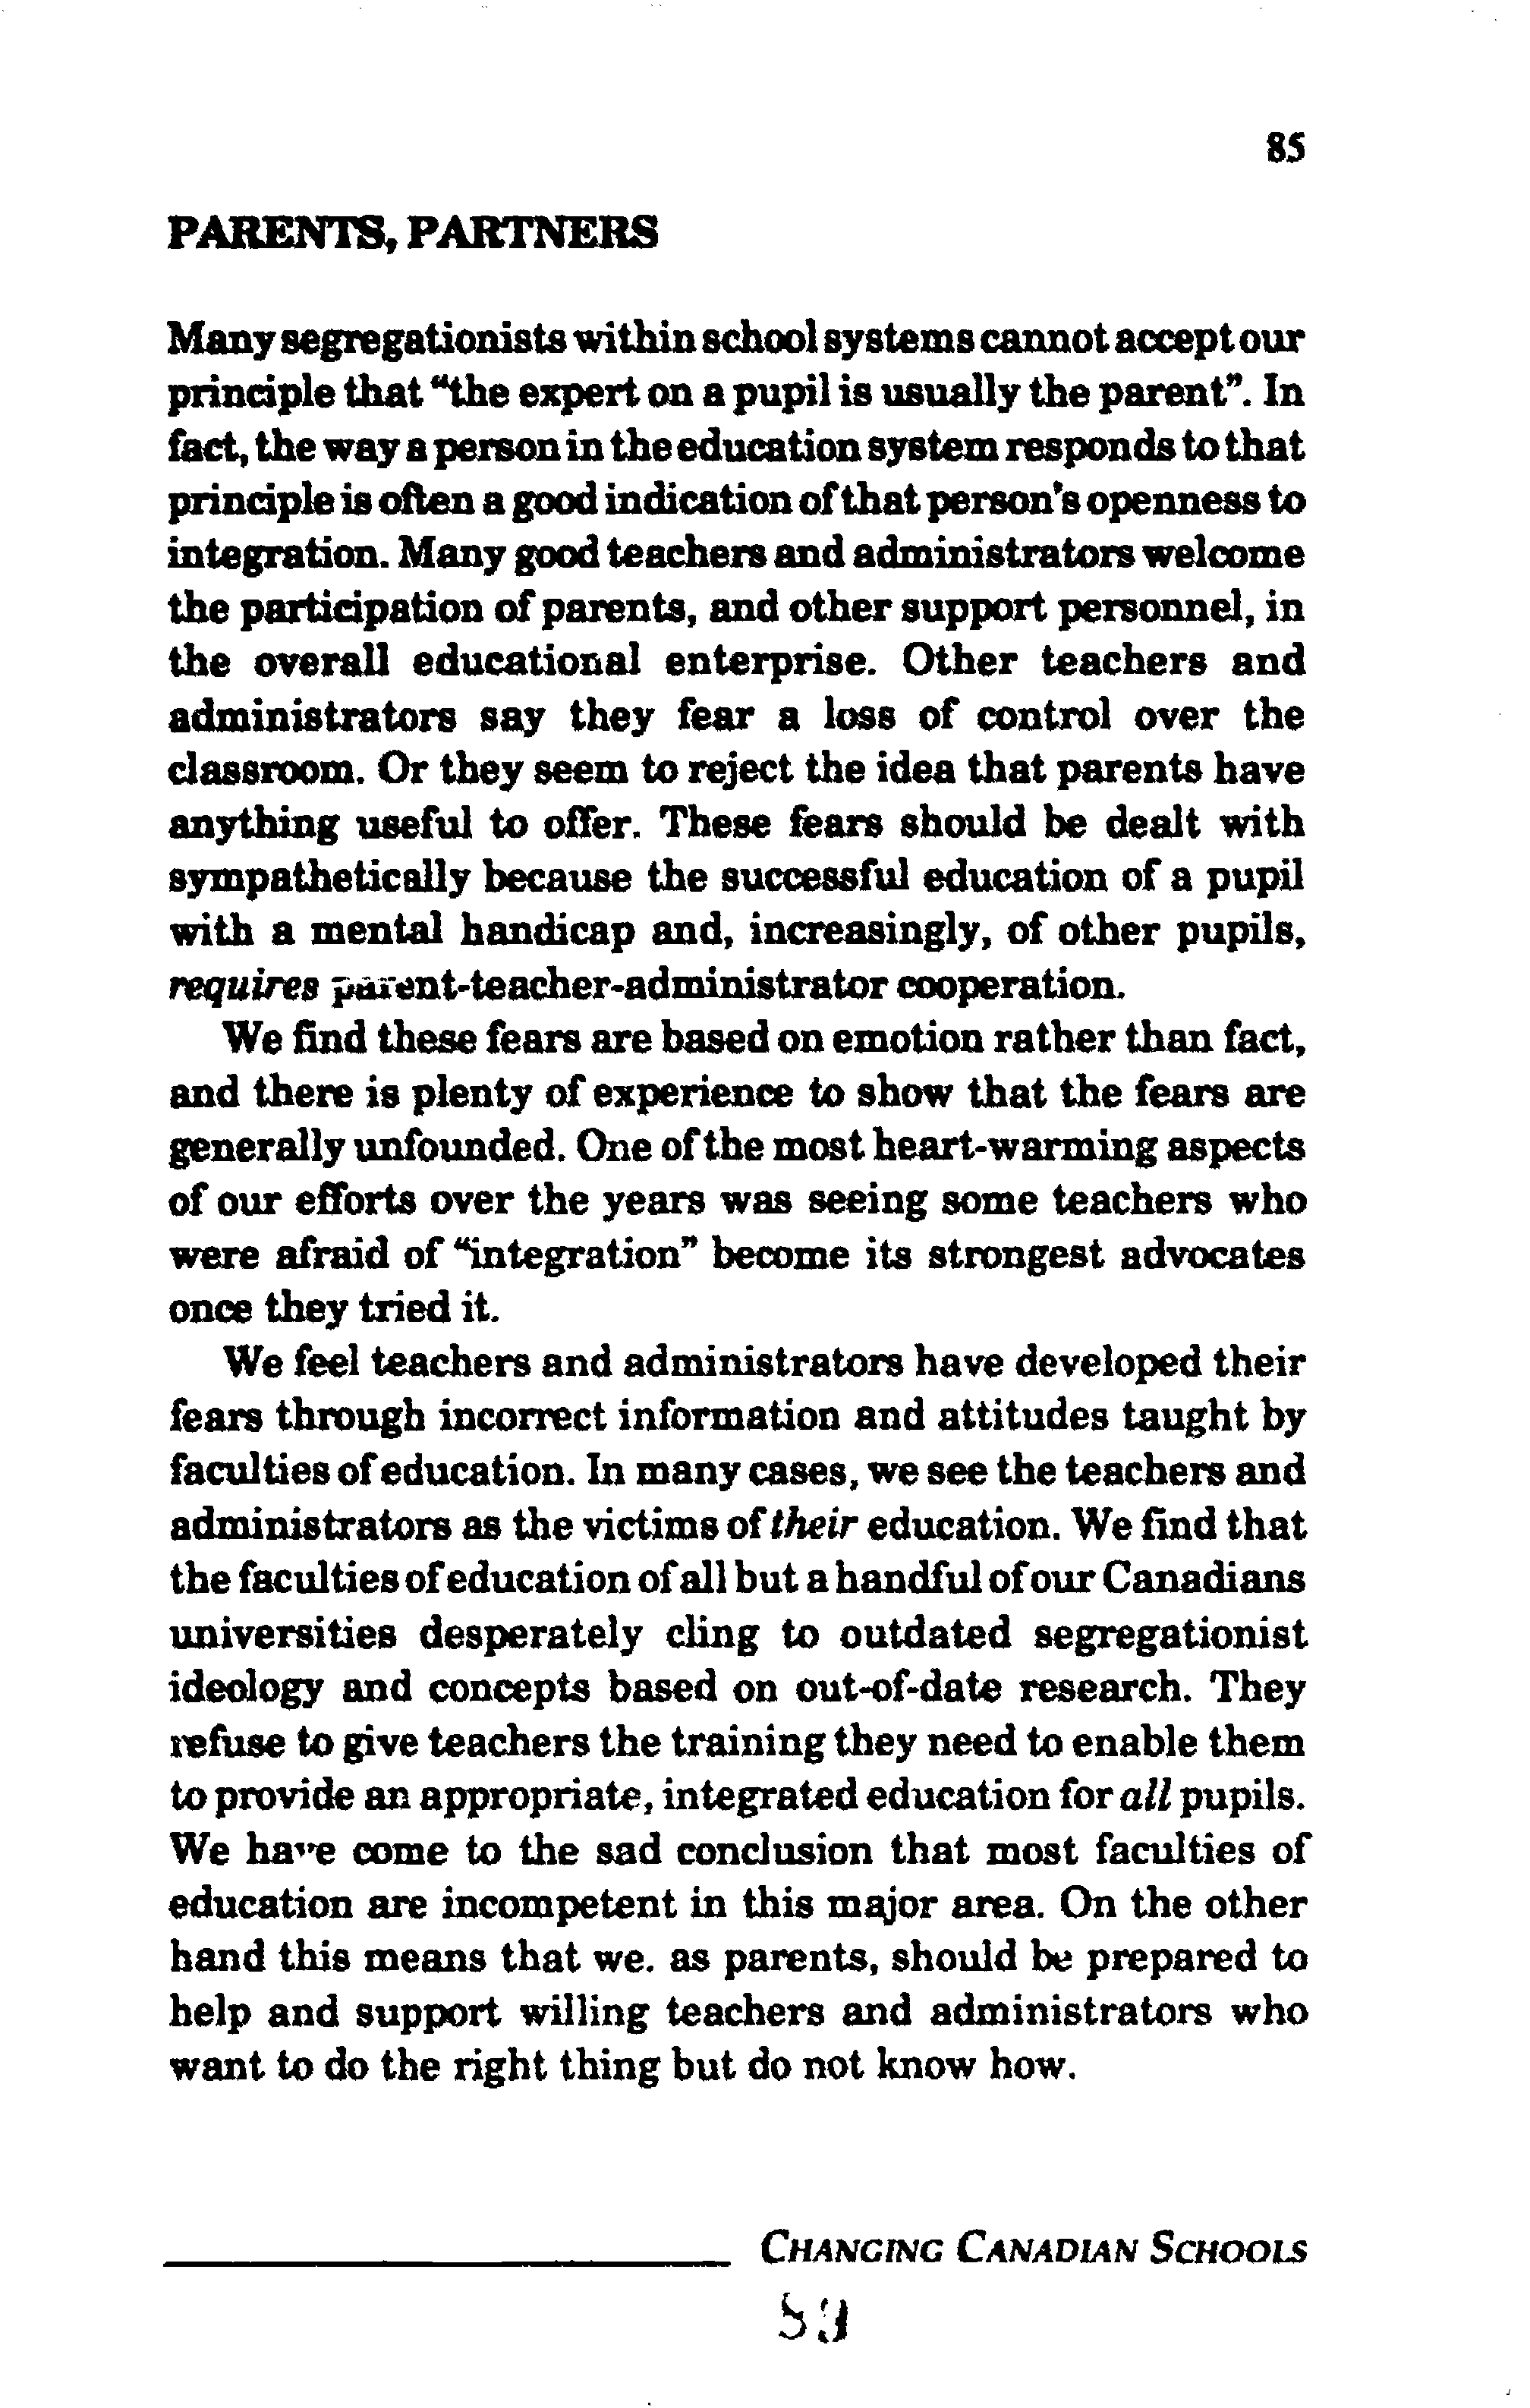 85
PARENTS, PARTNERS
Many segregationists within school systems cannot accept our
principle that "the expert on a pupil is usually the parent". In
fact, the way a person in the education system responds to that
principle is often a good indication of that person's openness to
integration. Many good teachers and administrators welcome
the participation of parents, and other support personnel, in
the overall educational enterprise. Other teachers and
administrators say they fear a loss of control over the
classroom. Or they seem to reject the idea that parents have
anything useful to offer. These fears should be dealt with
sympathetically because the successful education of a pupil
with a mental handicap and, increasingly, of other pupils,
requires parent-teacher-administrator cooperation.
We find these fears are based on emotion rather than fact,
and there is plenty of experience to show that the fears are
generally unfounded. One of the most heart-warming aspects
of our efforts over the years was seeing some teachers who
were afraid of "integration" become its strongest advocates
once they tried it.
We feel teachers and administrators have developed their
fears through incorrect information and attitudes taught by
faculties of education. In many cases, we see the teachers and
administrators as the victims of their education. We find that
the faculties of education of all but a handful of our Canadians
universities desperately cling to outdated segregationist
ideology and concepts based on out-of-date research. They
refuse to give teachers the training they need to enable them
to provide an appropriate, integrated education for all pupils.
We have come to the sad conclusion that most faculties of
education are incompetent in this major area. On the other
hand this means that we. as parents, should be prepared to
help and support willing teachers and administrators who
want to do the right thing but do not know how.
CHANGING CANADIAN SCHOOLS